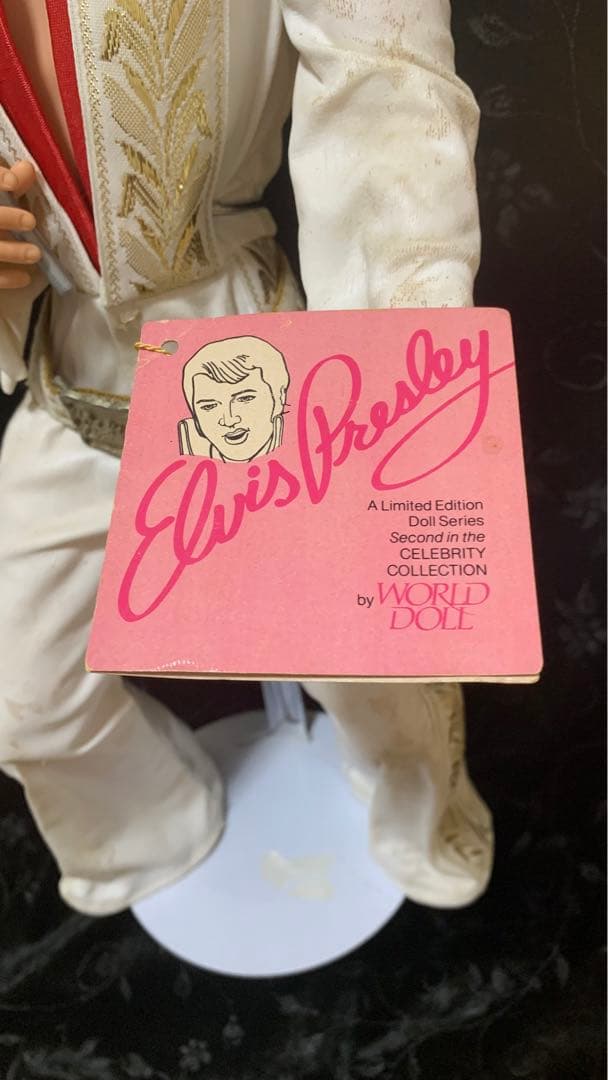 Elvis Presley
A Limited Edition
Doll Series
Second in the
CELEBRITY
COLLECTION
by WORLD
DOLL